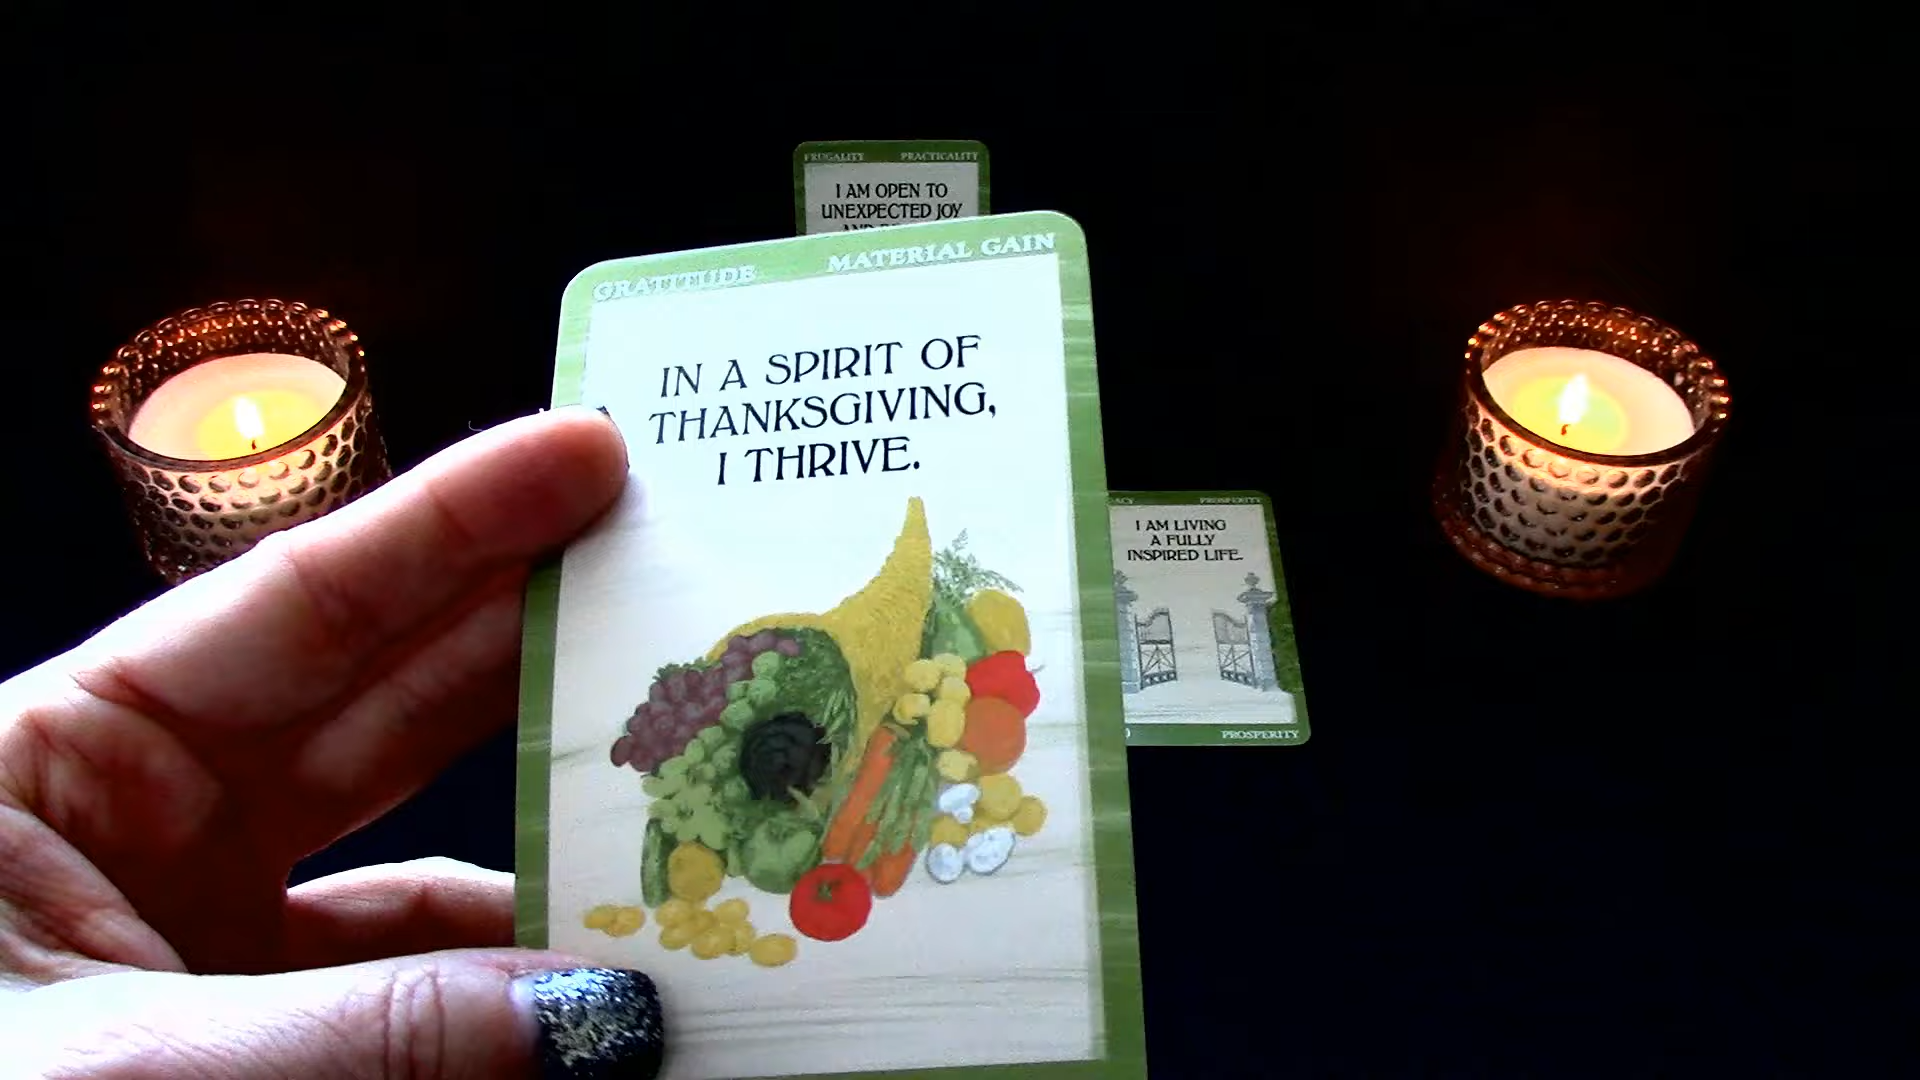 FRUGALITY PRACTICALITY
I AM OPEN TO
UNEXPECTED JOY
GRATITUDE MATERIAL GAIN
IN A SPIRIT OF
THANKSGIVING,
I THRIVE.
PROSPERITY
I AM LIVING
A FULLY
INSPIRED LIFE.
PROSPERITY